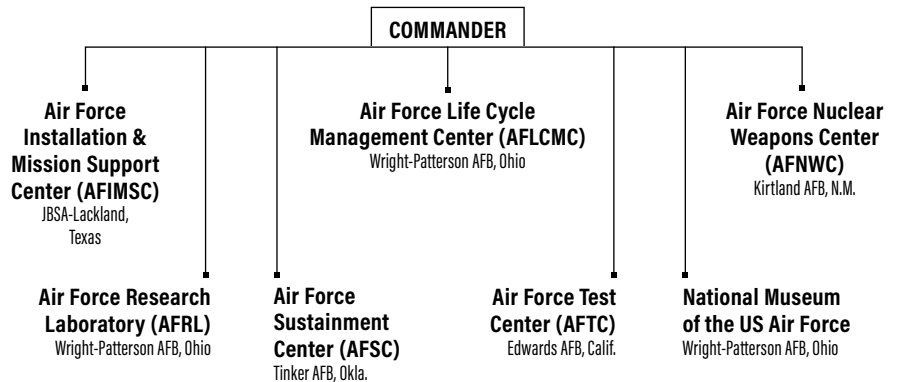 COMMANDER
Air Force
Installation &
Mission Support
Center (AFIMSC)
JBSA-Lackland,
Texas
Air Force Life Cycle
Management Center (AFLCMC)
Wright-Patterson AFB, Ohio
Air Force Nuclear
Weapons Center
(AFNWC)
Kirtland AFB, N.M.
Air Force Research
Laboratory (AFRL)
Wright-Patterson AFB, Ohio
Air Force
Sustainment
Center (AFSC)
Tinker AFB, Okla.
Air Force Test
Center (AFTC)
Edwards AFB, Calif.
National Museum
of the US Air Force
Wright-Patterson AFB, Ohio